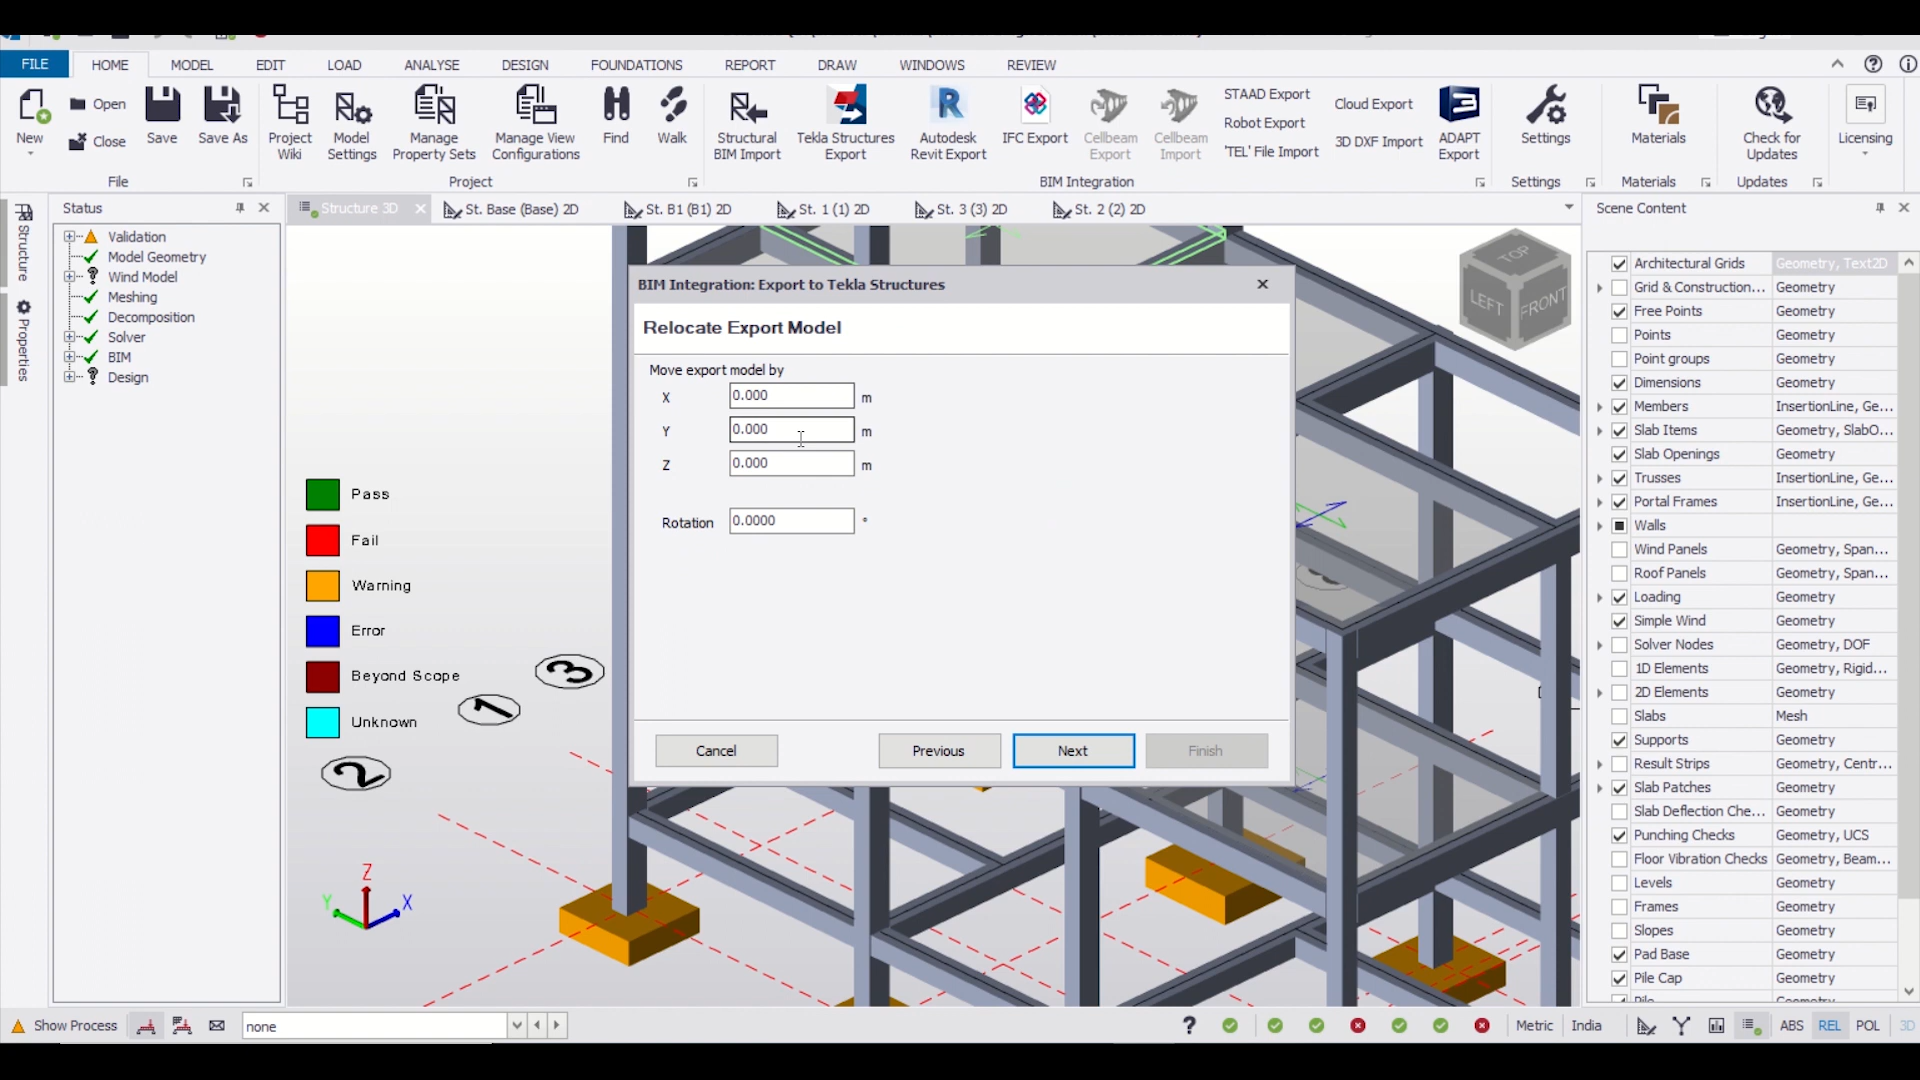 FILE HOME MODEL EDIT LOAD ANALYSE DESIGN FOUNDATIONS REPORT DRAW WINDOWS REVIEW
New
Open
Close
Save
Save As
Project Wiki
Model Settings
Manage Property Sets
Manage View Configurations
Find
Walk
Structural BIM Import
Tekla Structures Export
Autodesk Revit Export
IFC Export
Cellbeam Export
Cellbeam Import
STAAD Export
Robot Export
'TEL' File Import
Cloud Export
3D DXF Import
ADAPT Export
Settings
Materials
Check for Updates
Licensing
File Project BIM Integration Settings Materials Updates
Structure
Properties
Status
Validation
Model Geometry
Wind Model
Meshing
Decomposition
Solver
BIM
Design
Structure 3D St. Base (Base) 2D St. B1 (B1) 2D St. 1 (1) 2D St. 3 (3) 2D St. 2 (2) 2D
Pass
Fail
Warning
Error
Beyond Scope
Unknown
3
1
2
Z
Y X
TOP
LEFT FRONT
BIM Integration: Export to Tekla Structures
Relocate Export Model
Move export model by
X 0.000 m
Y 0.000 m
Z 0.000 m
Rotation 0.0000 °
Cancel Previous Next Finish
Scene Content
Architectural Grids Geometry, Text2D
Grid & Construction... Geometry
Free Points Geometry
Points Geometry
Point groups Geometry
Dimensions Geometry
Members InsertionLine, Ge...
Slab Items Geometry, SlabO...
Slab Openings Geometry
Trusses InsertionLine, Ge...
Portal Frames InsertionLine, Ge...
Walls
Wind Panels Geometry, Span...
Roof Panels Geometry, Span...
Loading Geometry
Simple Wind Geometry
Solver Nodes Geometry, DOF
1D Elements Geometry, Rigid...
2D Elements Geometry
Slabs Mesh
Supports Geometry
Result Strips Geometry, Centr...
Slab Patches Geometry
Slab Deflection Che... Geometry
Punching Checks Geometry, UCS
Floor Vibration Checks Geometry, Beam...
Levels Geometry
Frames Geometry
Slopes Geometry
Pad Base Geometry
Pile Cap Geometry
Show Process none Metric India ABS REL POL 3D